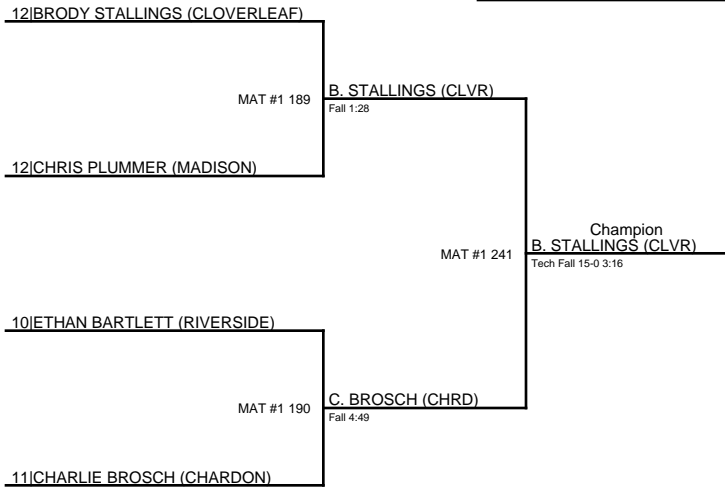 12|BRODY STALLINGS (CLOVERLEAF)
MAT #1 189
B. STALLINGS (CLVR)
Fall 1:28
12|CHRIS PLUMMER (MADISON)
MAT #1 241
Champion
B. STALLINGS (CLVR)
Tech Fall 15-0 3:16
10|ETHAN BARTLETT (RIVERSIDE)
MAT #1 190
C. BROSCH (CHRD)
Fall 4:49
11|CHARLIE BROSCH (CHARDON)